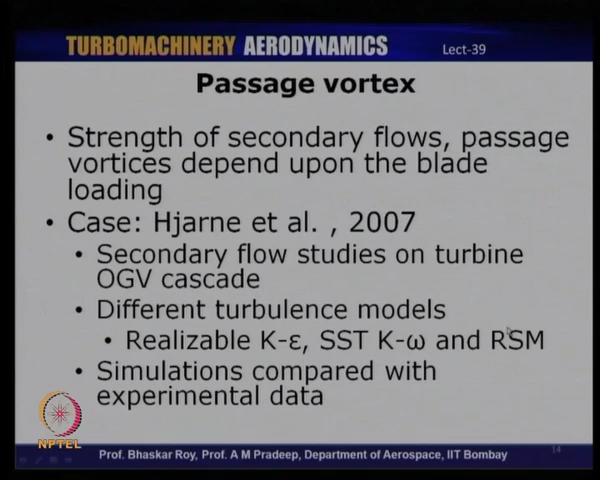 TURBOMACHINERY AERODYNAMICS
Lect-39
Passage vortex
• Strength of secondary flows, passage
vortices depend upon the blade
loading
• Case: Hjarne et al. , 2007
• Secondary flow studies on turbine
OGV cascade
• Different turbulence models
• Realizable K-ε, SST K-ω and RSM
• Simulations compared with
experimental data
NPTEL
Prof. Bhaskar Roy, Prof. A M Pradeep, Department of Aerospace, IIT Bombay
14